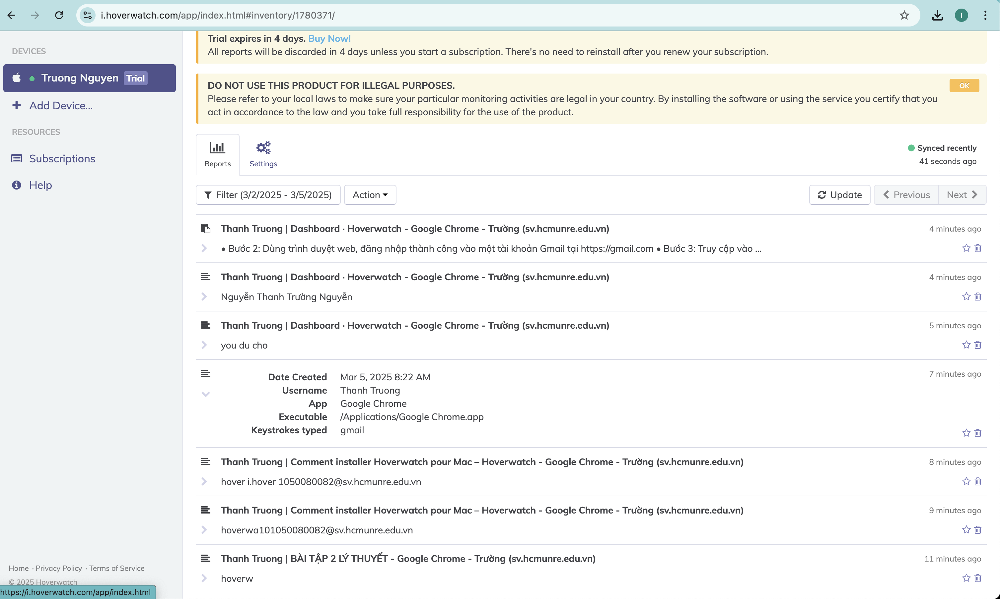 i.hoverwatch.com/app/index.html#inventory/1780371/
T
DEVICES
Truong Nguyen Trial
Add Device...
RESOURCES
Subscriptions
Help
Home · Privacy Policy · Terms of Service
© 2025 Hoverwatch
https://i.hoverwatch.com/app/index.html
Trial expires in 4 days. Buy Now!
All reports will be discarded in 4 days unless you start a subscription. There's no need to reinstall after you renew your subscription.
DO NOT USE THIS PRODUCT FOR ILLEGAL PURPOSES.
OK
Please refer to your local laws to make sure your particular monitoring activities are legal in your country. By installing the software or using the service you certify that you
act in accordance to the law and you take full responsibility for the use of the product.
Reports
Settings
Synced recently
41 seconds ago
Filter (3/2/2025 - 3/5/2025)
Action
Update
Previous
Next
Thanh Truong | Dashboard · Hoverwatch - Google Chrome - Trường (sv.hcmunre.edu.vn)
4 minutes ago
• Bước 2: Dùng trình duyệt web, đăng nhập thành công vào một tài khoản Gmail tại https://gmail.com • Bước 3: Truy cập vào ...
Thanh Truong | Dashboard · Hoverwatch - Google Chrome - Trường (sv.hcmunre.edu.vn)
4 minutes ago
Nguyễn Thanh Trường Nguyễn
Thanh Truong | Dashboard · Hoverwatch - Google Chrome - Trường (sv.hcmunre.edu.vn)
5 minutes ago
you du cho
7 minutes ago
Date Created Mar 5, 2025 8:22 AM
Username Thanh Truong
App Google Chrome
Executable /Applications/Google Chrome.app
Keystrokes typed gmail
Thanh Truong | Comment installer Hoverwatch pour Mac – Hoverwatch - Google Chrome - Trường (sv.hcmunre.edu.vn)
8 minutes ago
hover i.hover 1050080082@sv.hcmunre.edu.vn
Thanh Truong | Comment installer Hoverwatch pour Mac – Hoverwatch - Google Chrome - Trường (sv.hcmunre.edu.vn)
9 minutes ago
hoverwa101050080082@sv.hcmunre.edu.vn
Thanh Truong | BÀI TẬP 2 LÝ THUYẾT - Google Chrome - Trường (sv.hcmunre.edu.vn)
11 minutes ago
hoverw